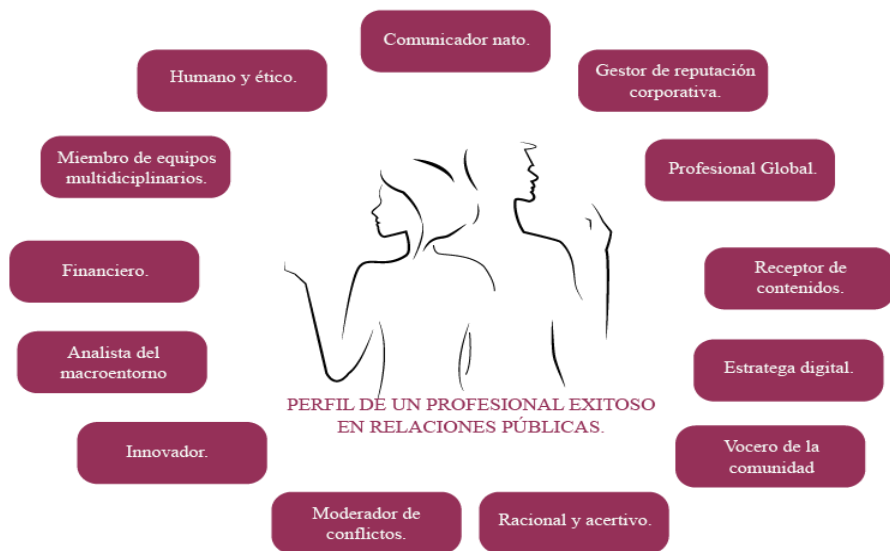 Comunicador nato.
Gestor de reputación
corporativa.
Profesional Global.
Receptor de
contenidos.
Estratega digital.
Vocero de la
comunidad
Racional y acertivo.
Moderador de
conflictos.
Innovador.
Analista del
macroentorno
Financiero.
Miembro de equipos
multidiciplinarios.
Humano y ético.
PERFIL DE UN PROFESIONAL EXITOSO
EN RELACIONES PÚBLICAS.